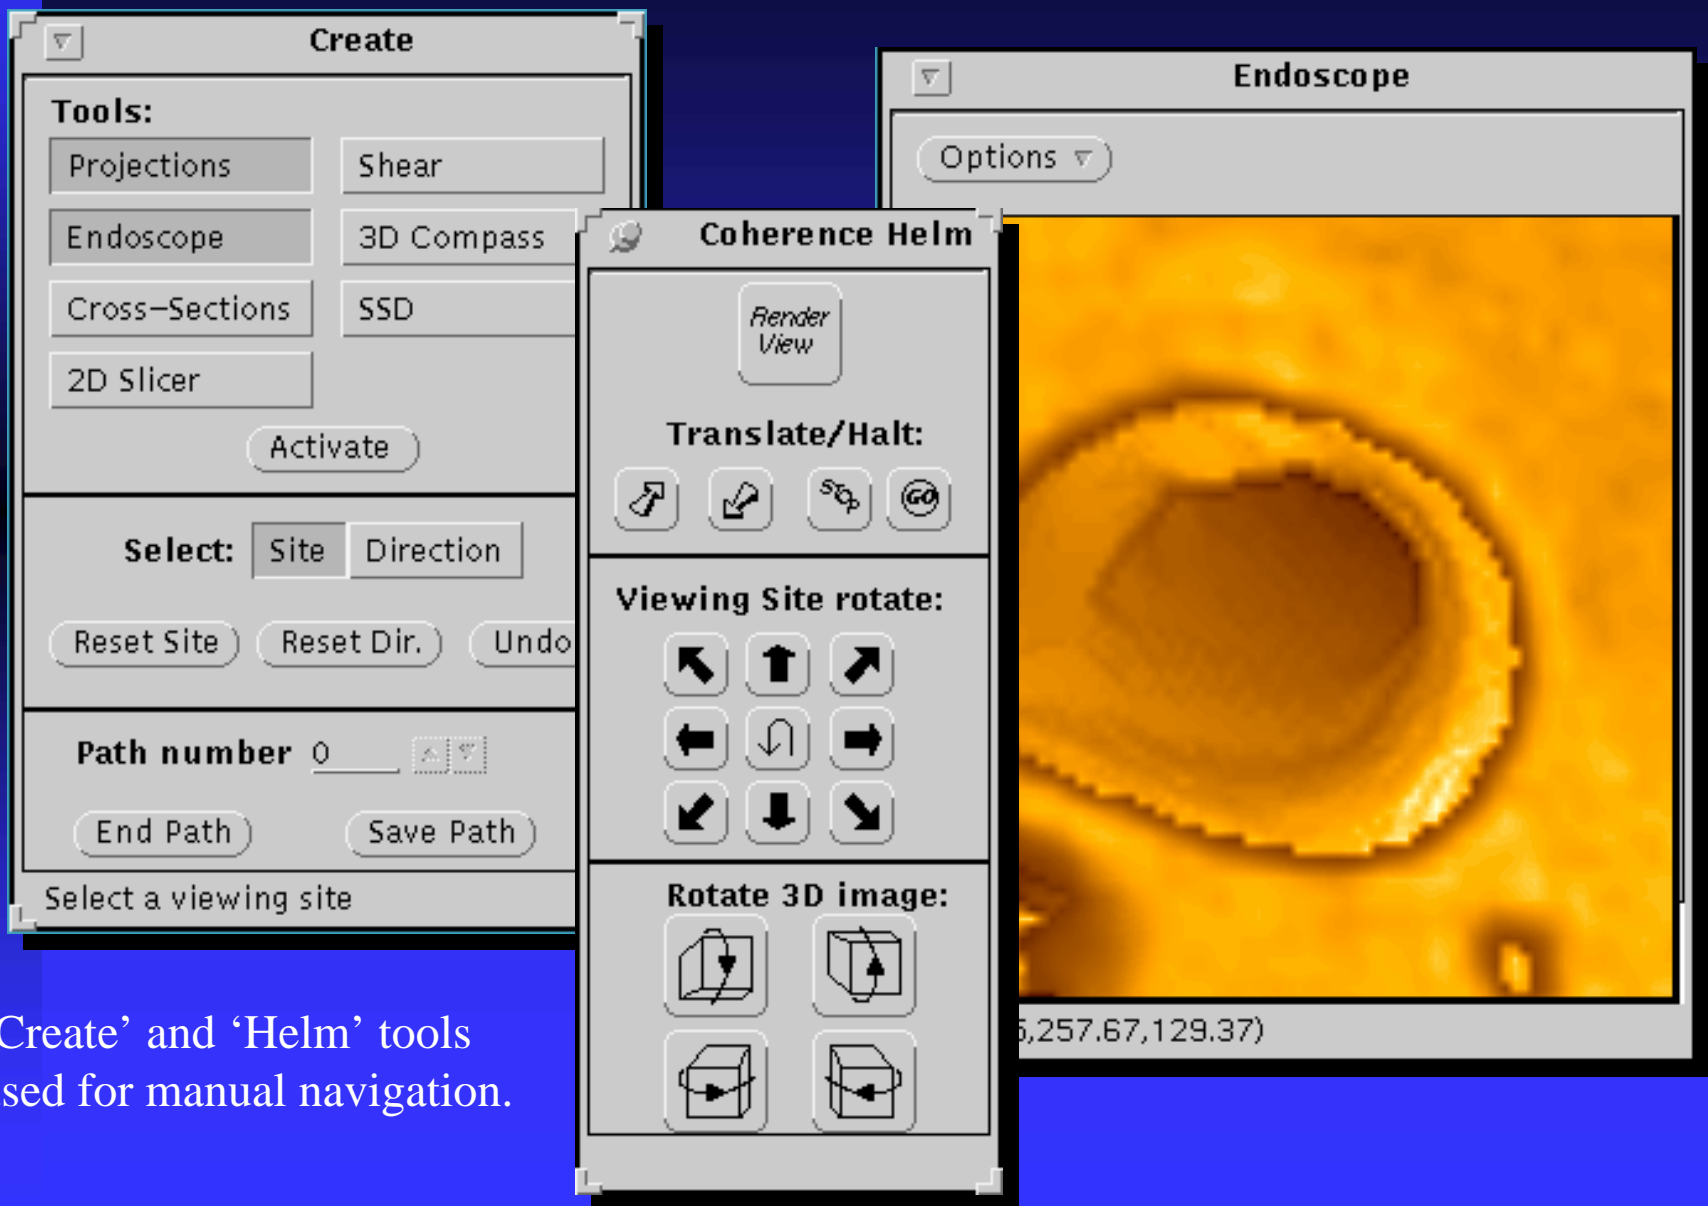 Create
Tools:
Projections
Shear
Endoscope
3D Compass
Cross-Sections
SSD
2D Slicer
Activate
Select: Site Direction
Reset Site Reset Dir. Undo
Path number 0
End Path Save Path
Select a viewing site
Coherence Helm
Render
View
Translate/Halt:
STOP GO
Viewing Site rotate:
Rotate 3D image:
Endoscope
Options
,257.67,129.37)
Create’ and ‘Helm’ tools
sed for manual navigation.